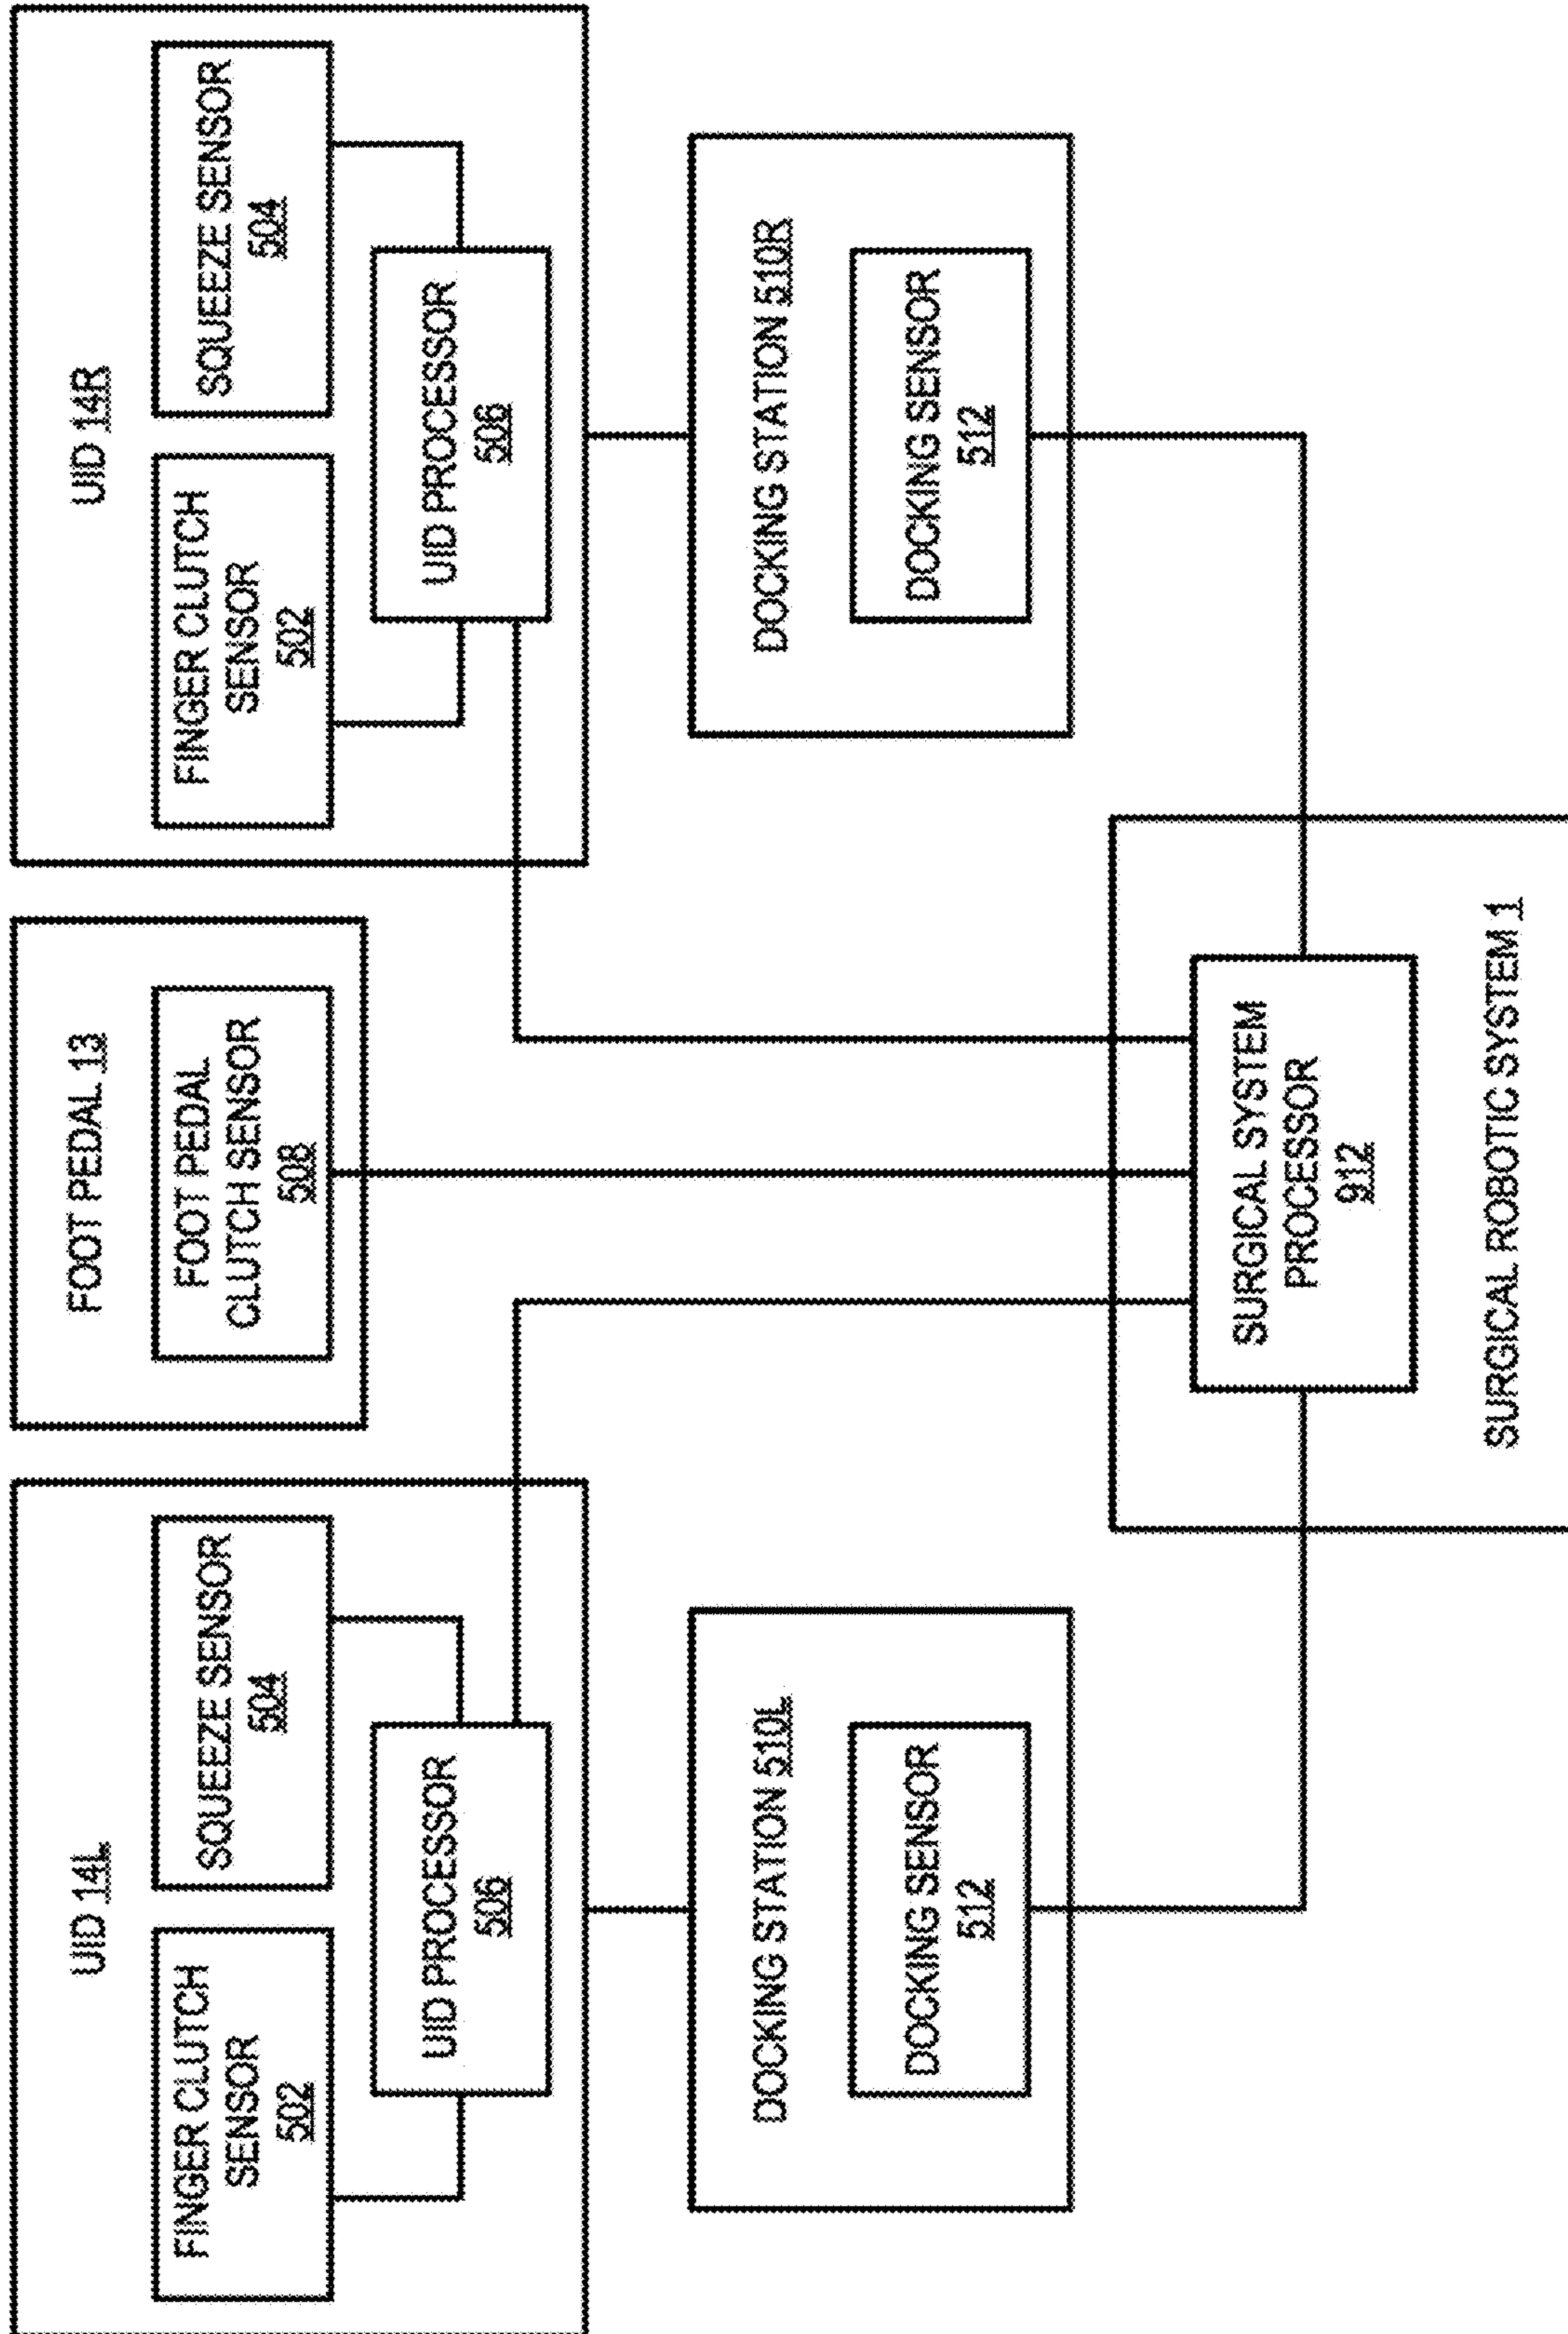 UID 14L
FINGER CLUTCH
SENSOR
502
SQUEEZE SENSOR
504
UID PROCESSOR
506
FOOT PEDAL 13
FOOT PEDAL
CLUTCH SENSOR
508
UID 14R
FINGER CLUTCH
SENSOR
502
SQUEEZE SENSOR
504
UID PROCESSOR
506
DOCKING STATION 510L
DOCKING SENSOR
512
DOCKING STATION 510R
DOCKING SENSOR
512
SURGICAL SYSTEM
PROCESSOR
912
SURGICAL ROBOTIC SYSTEM 1